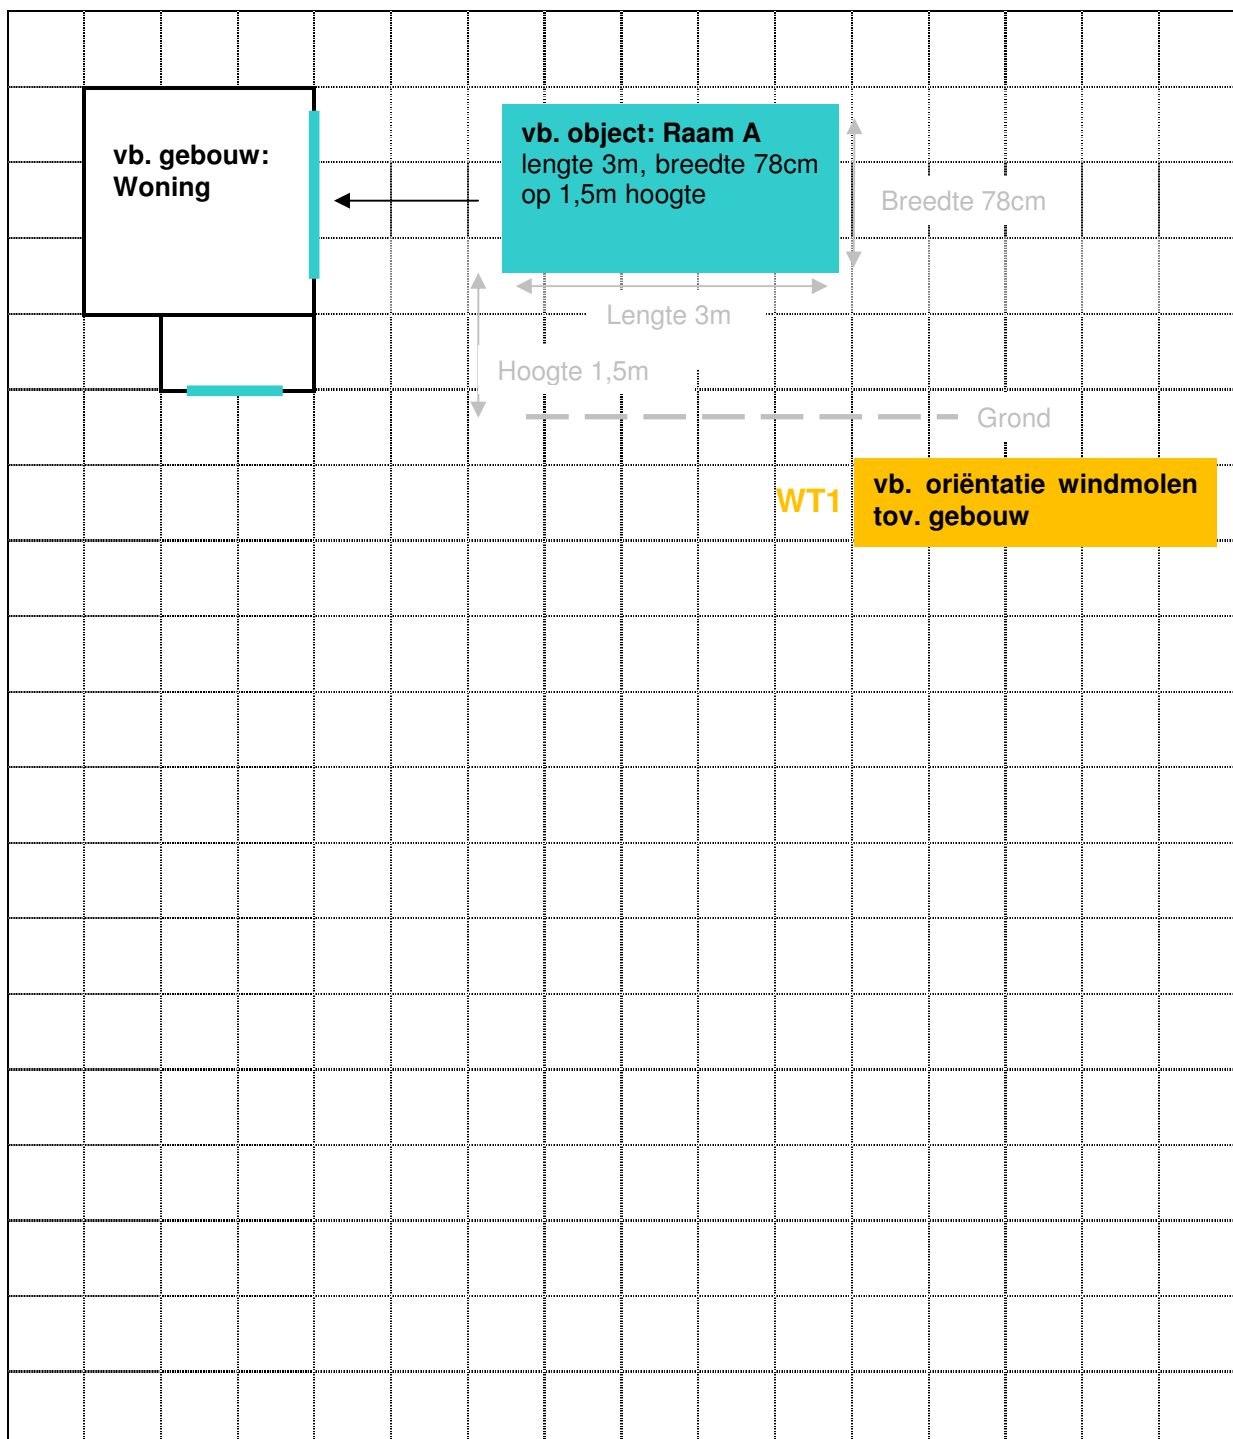 vb. gebouw:
Woning
vb. object: Raam A
lengte 3m, breedte 78cm
op 1,5m hoogte
Breedte 78cm
Lengte 3m
Hoogte 1,5m
Grond
WT1
vb. oriëntatie windmolen
tov. gebouw